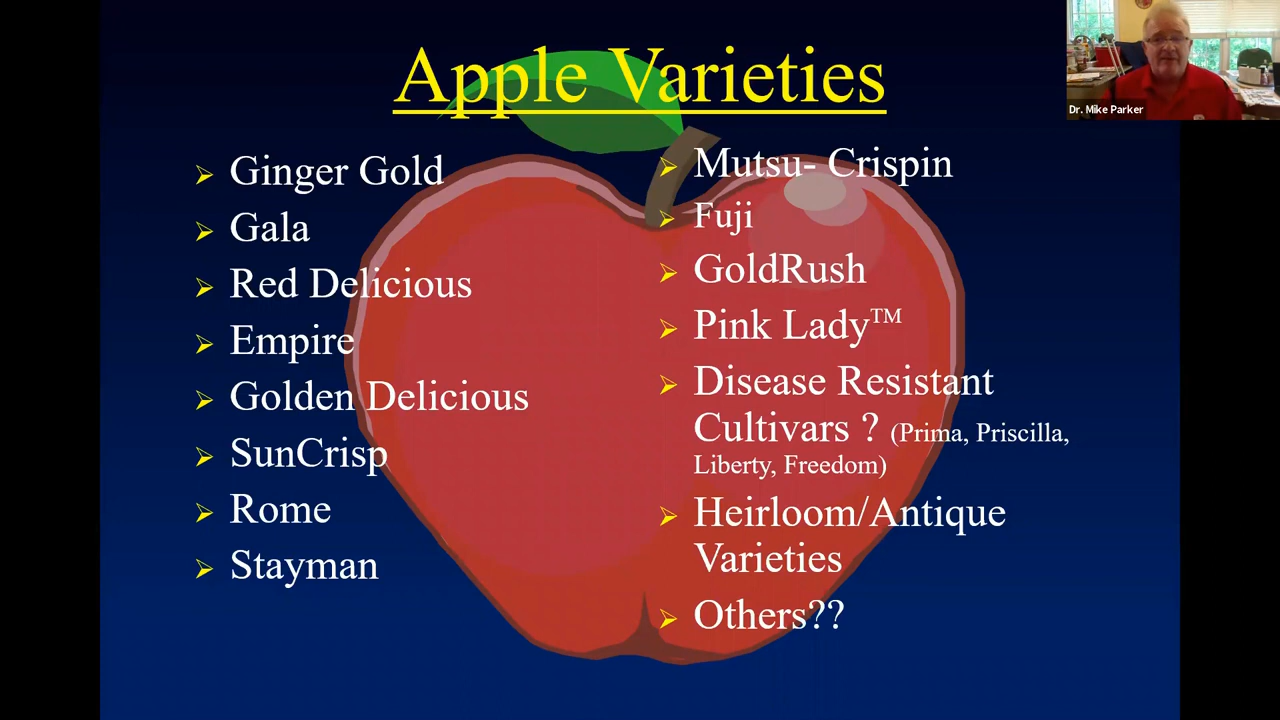 Apple Varieties
Ginger Gold
Gala
Red Delicious
Empire
Golden Delicious
SunCrisp
Rome
Stayman
Mutsu- Crispin
Fuji
GoldRush
Pink Lady™
Disease Resistant
Cultivars ? (Prima, Priscilla,
Liberty, Freedom)
Heirloom/Antique
Varieties
Others??
Dr. Mike Parker